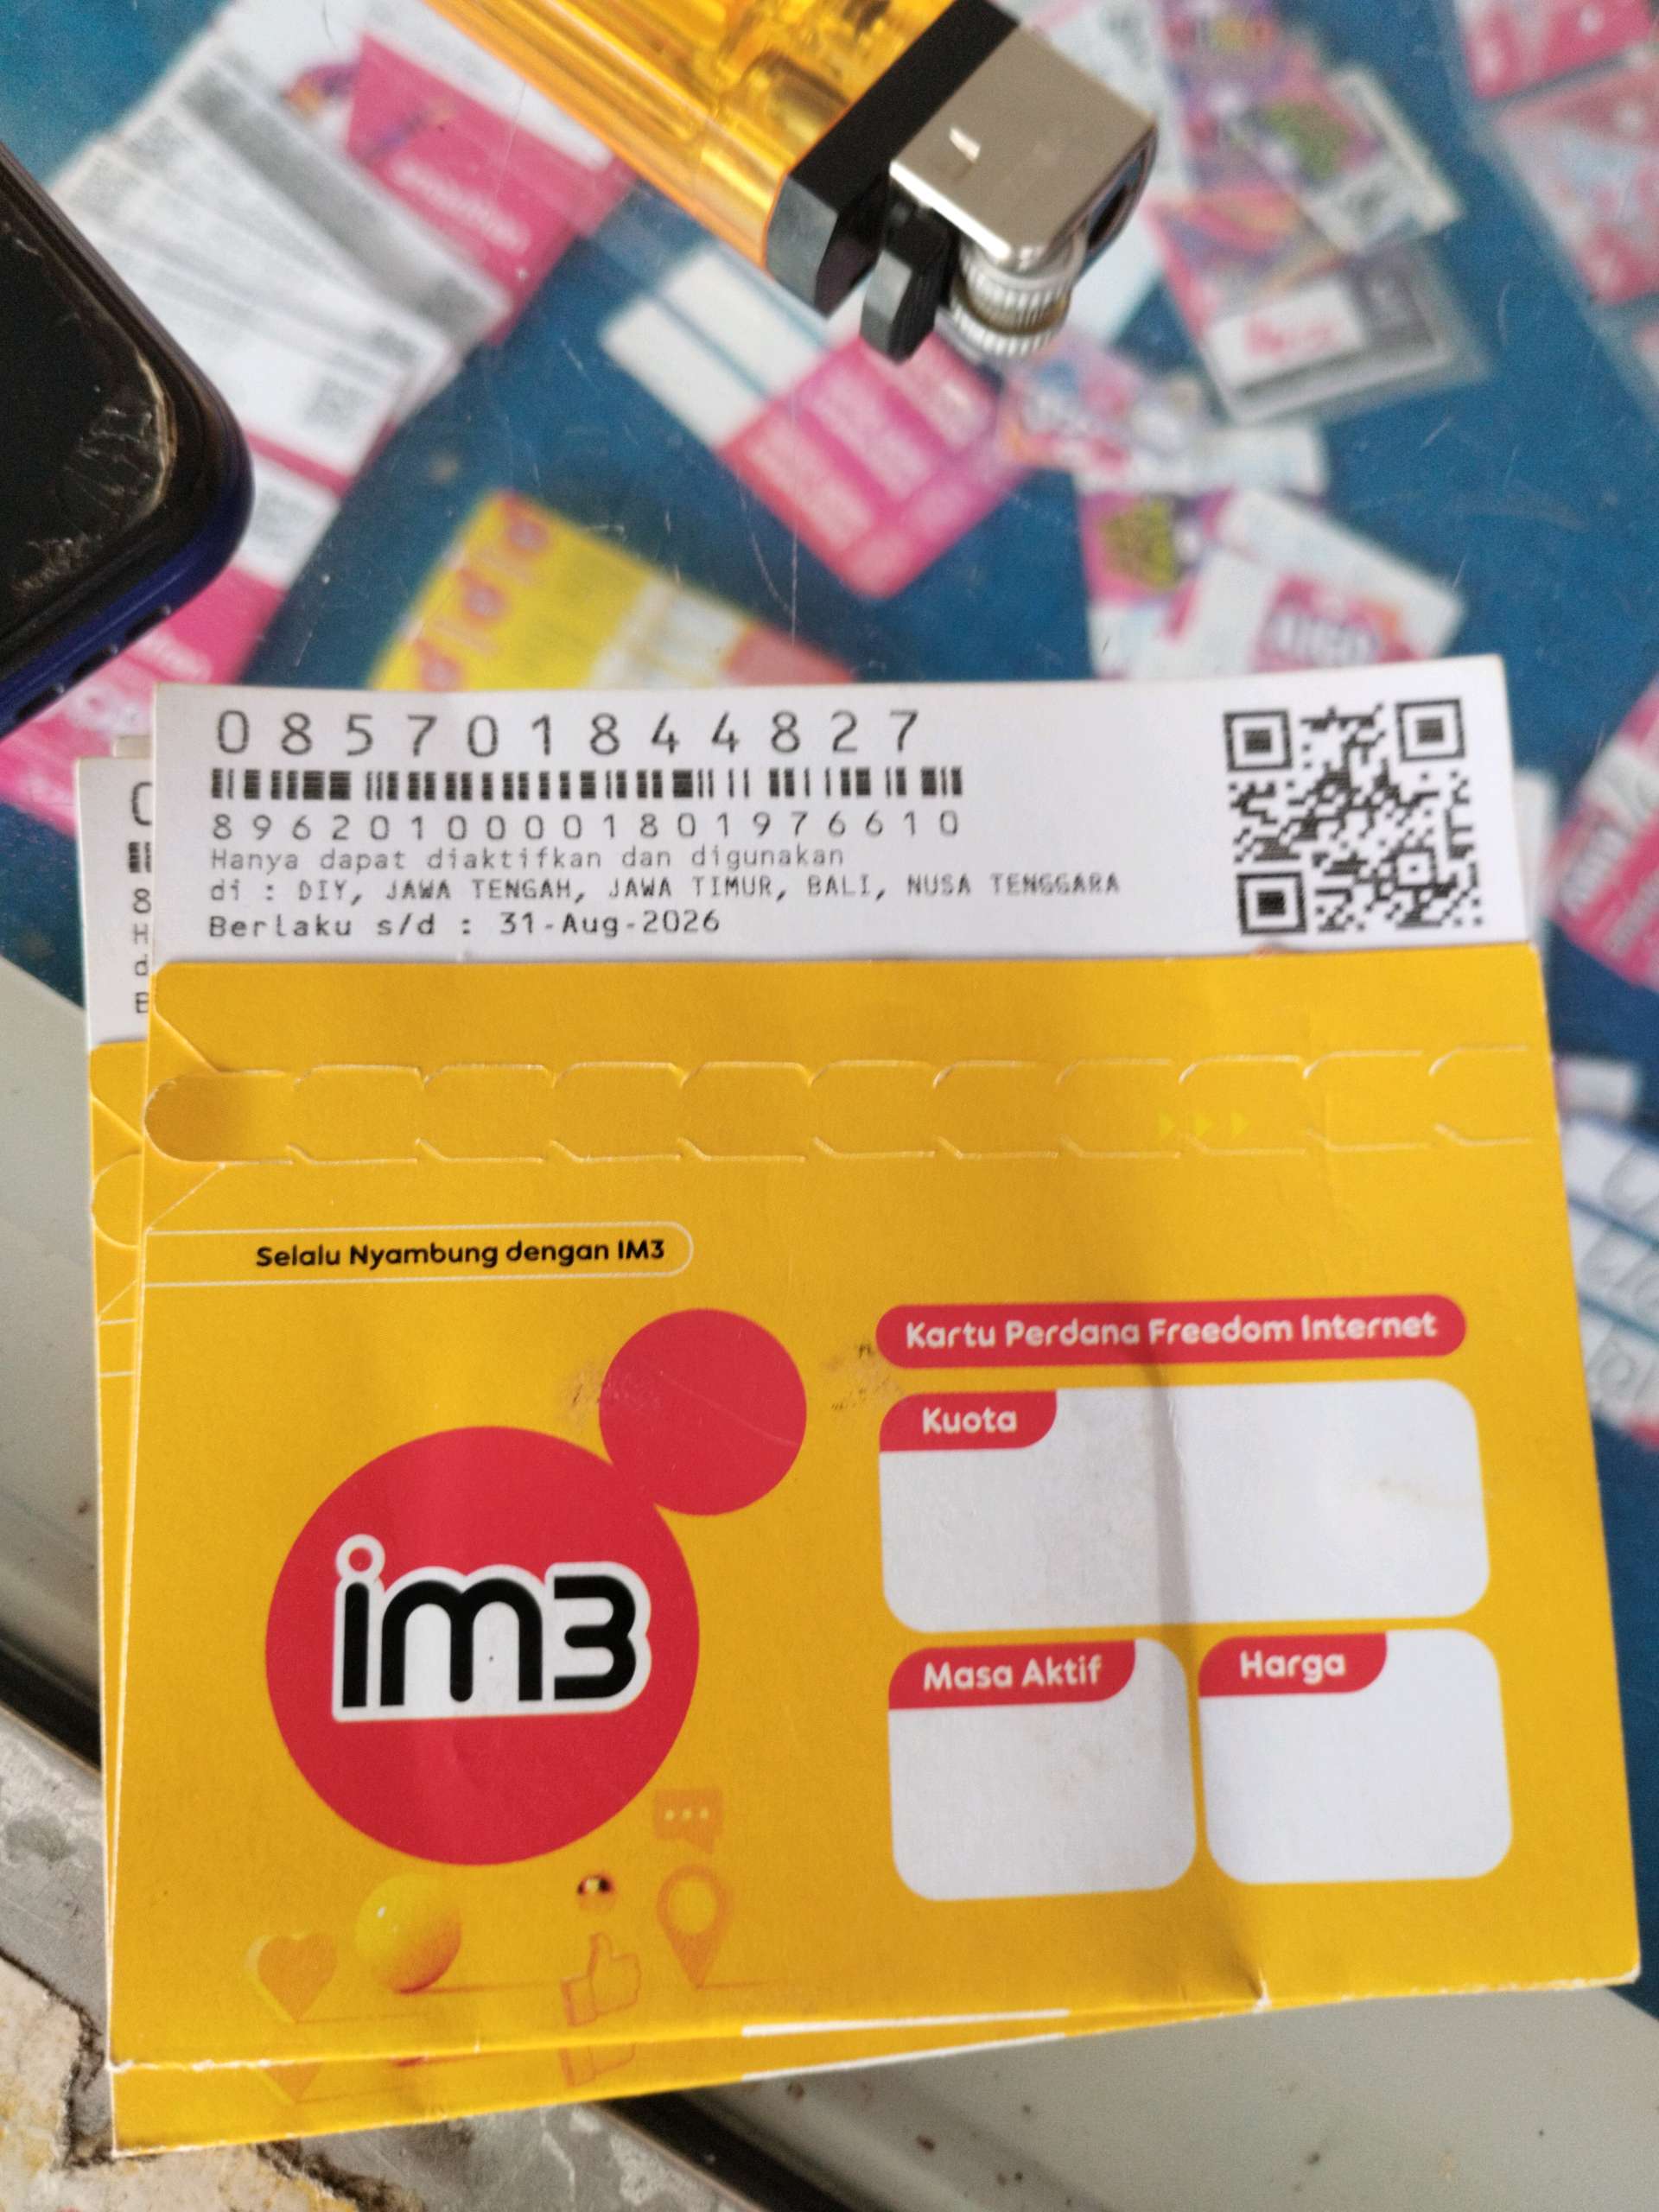 085701844827
8962010000180197661​0
Hanya dapat diaktifkan dan digunakan
di : DIY, JAWA TENGAH, JAWA TIMUR, BALI, NUSA TENGGARA
Berlaku s/d : 31-Aug-2026
Selalu Nyambung dengan IM3
Kartu Perdana Freedom Internet
Kuota
im3
Masa Aktif
Harga